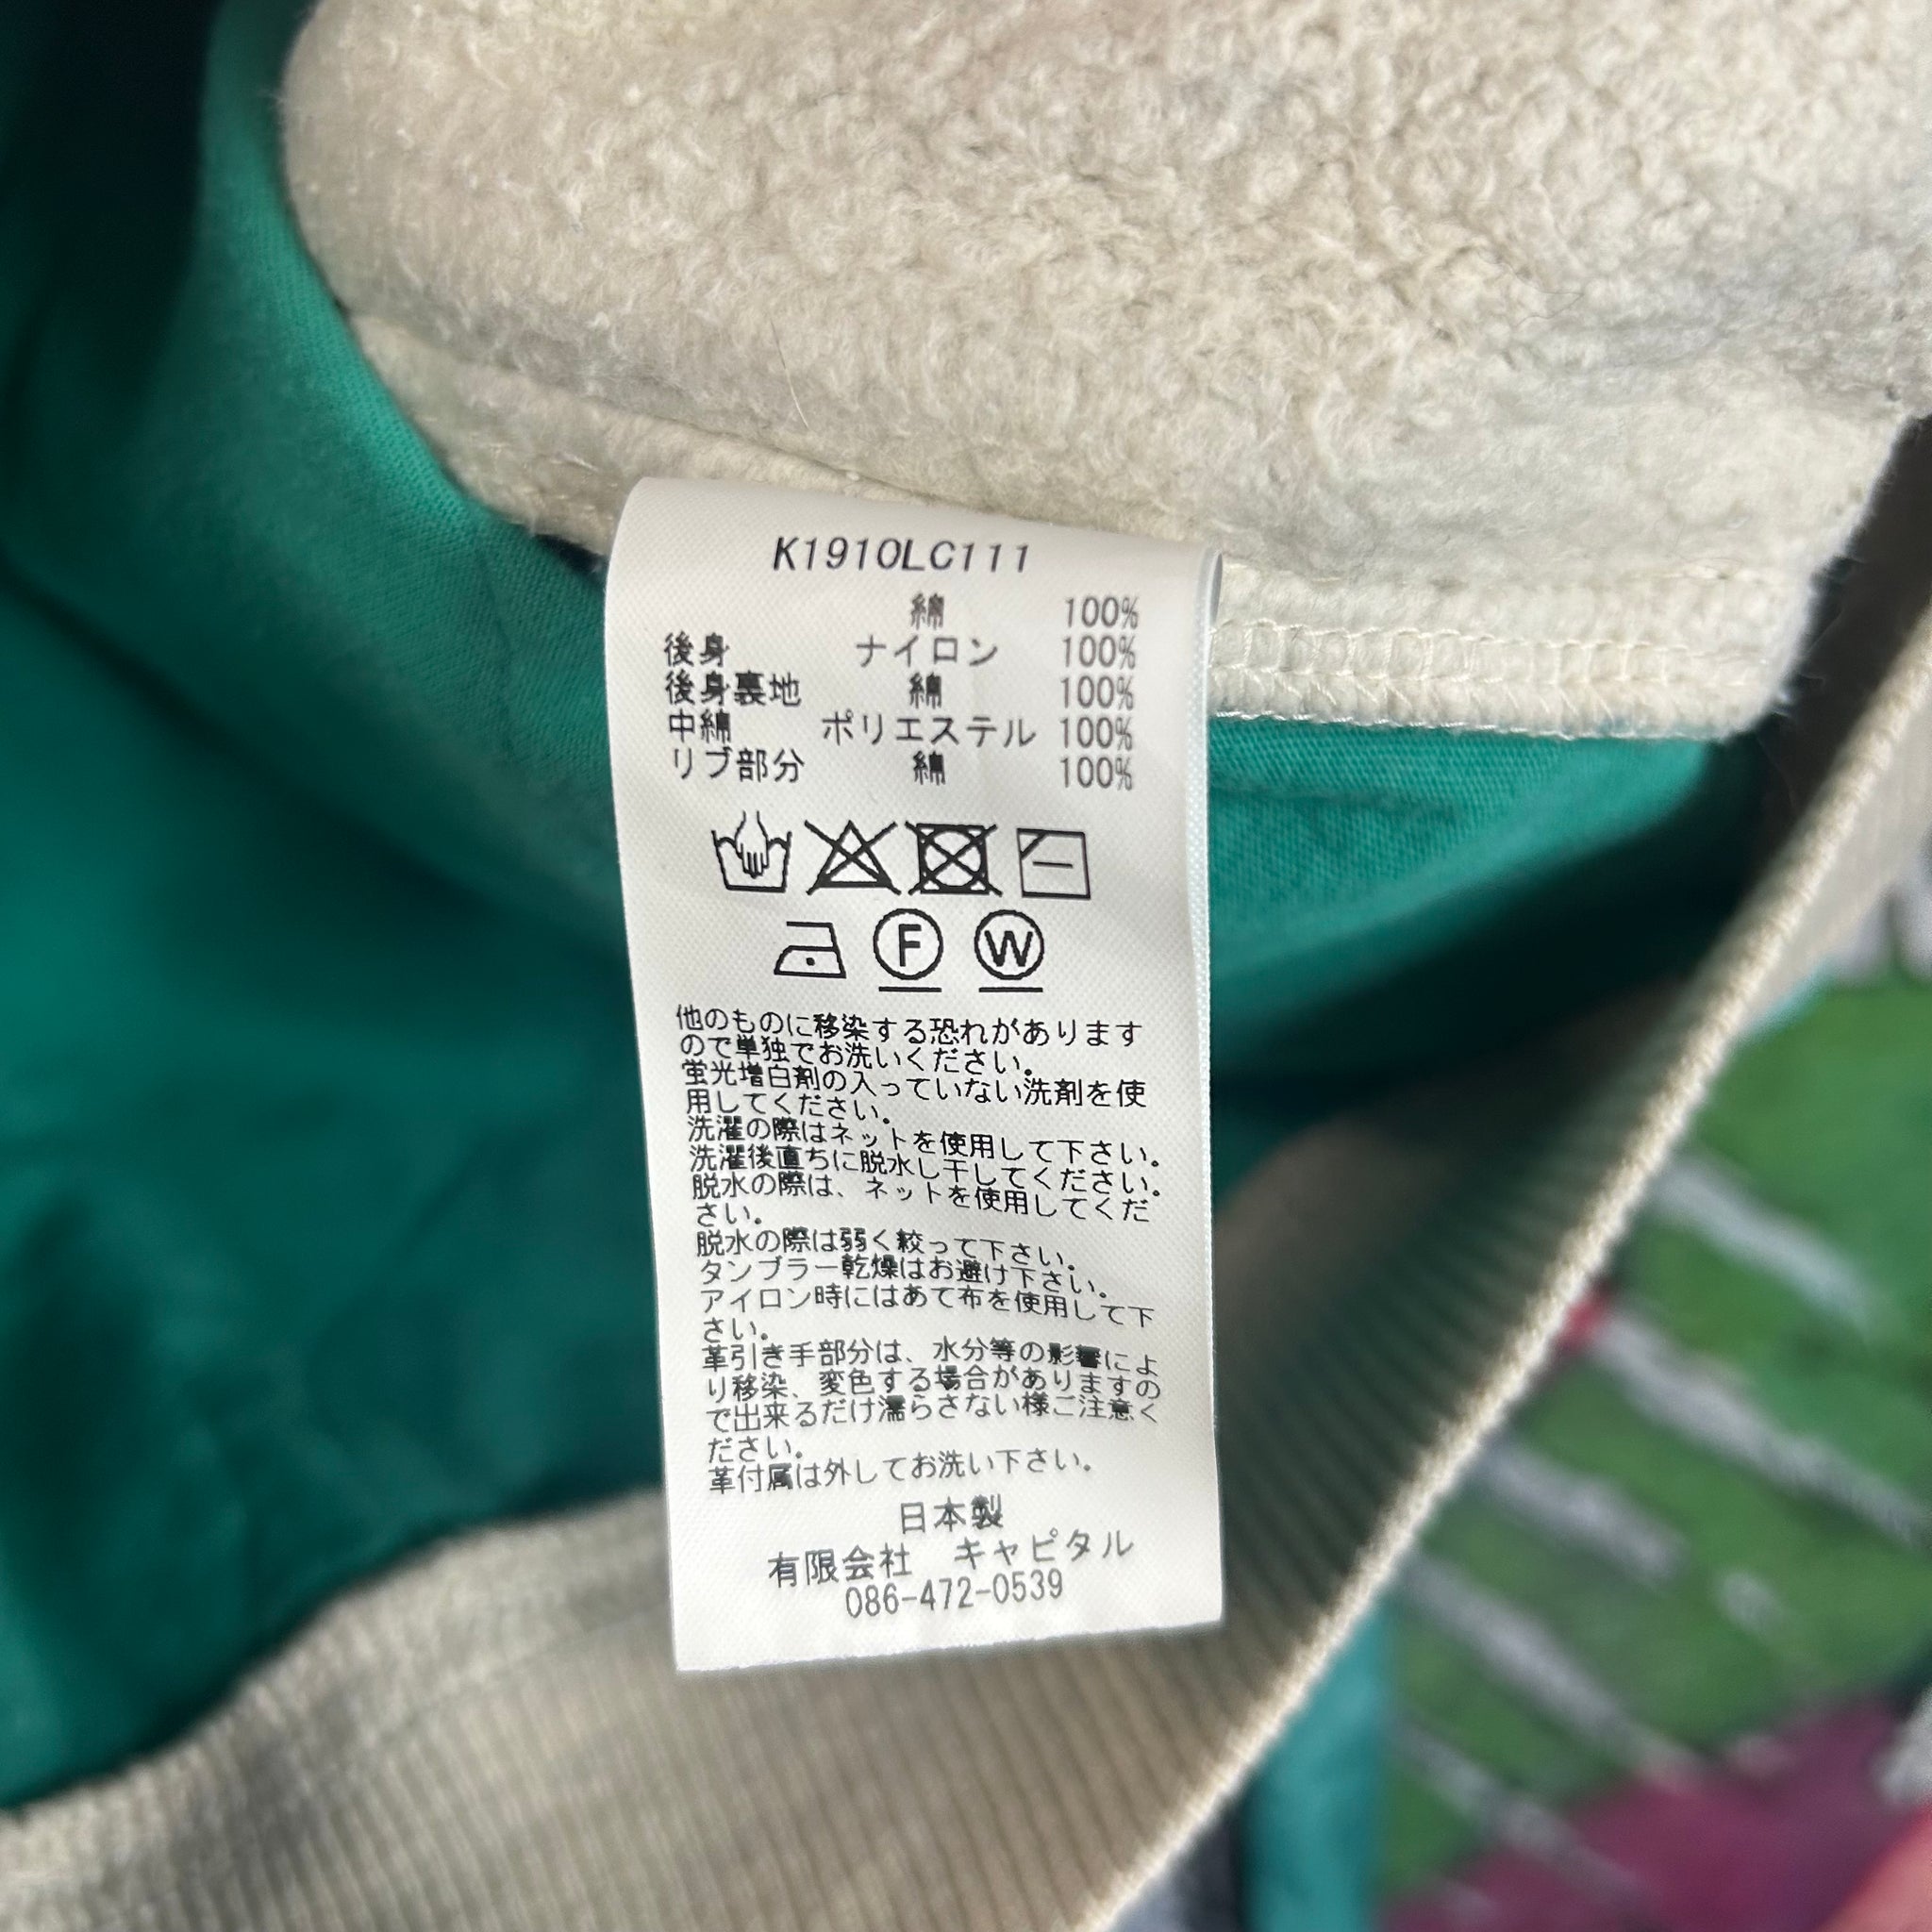 K1910LC111
綿 100%
後身 ナイロン 100%
後身裏地 綿 100%
中綿 ポリエステル 100%
リブ部分 綿 100%
F W
他のものに移染する恐れがあります
ので単独でお洗いください。
蛍光増白剤の入っていない洗剤を使
用してください。
洗濯の際はネットを使用して下さい。
洗濯後直ちに脱水し干してください。
脱水の際は、ネットを使用してくだ
さい。
脱水の際は弱く絞って下さい。
タンブラー乾燥はお避け下さい。
アイロン時にはあて布を使用して下
さい。
革引き手部分は、水分等の影響によ
り移染、変色する場合がありますの
で出来るだけ濡らさない様ご注意く
ださい。
革付属は外してお洗い下さい。
日本製
有限会社 キャピタル
086-472-0539